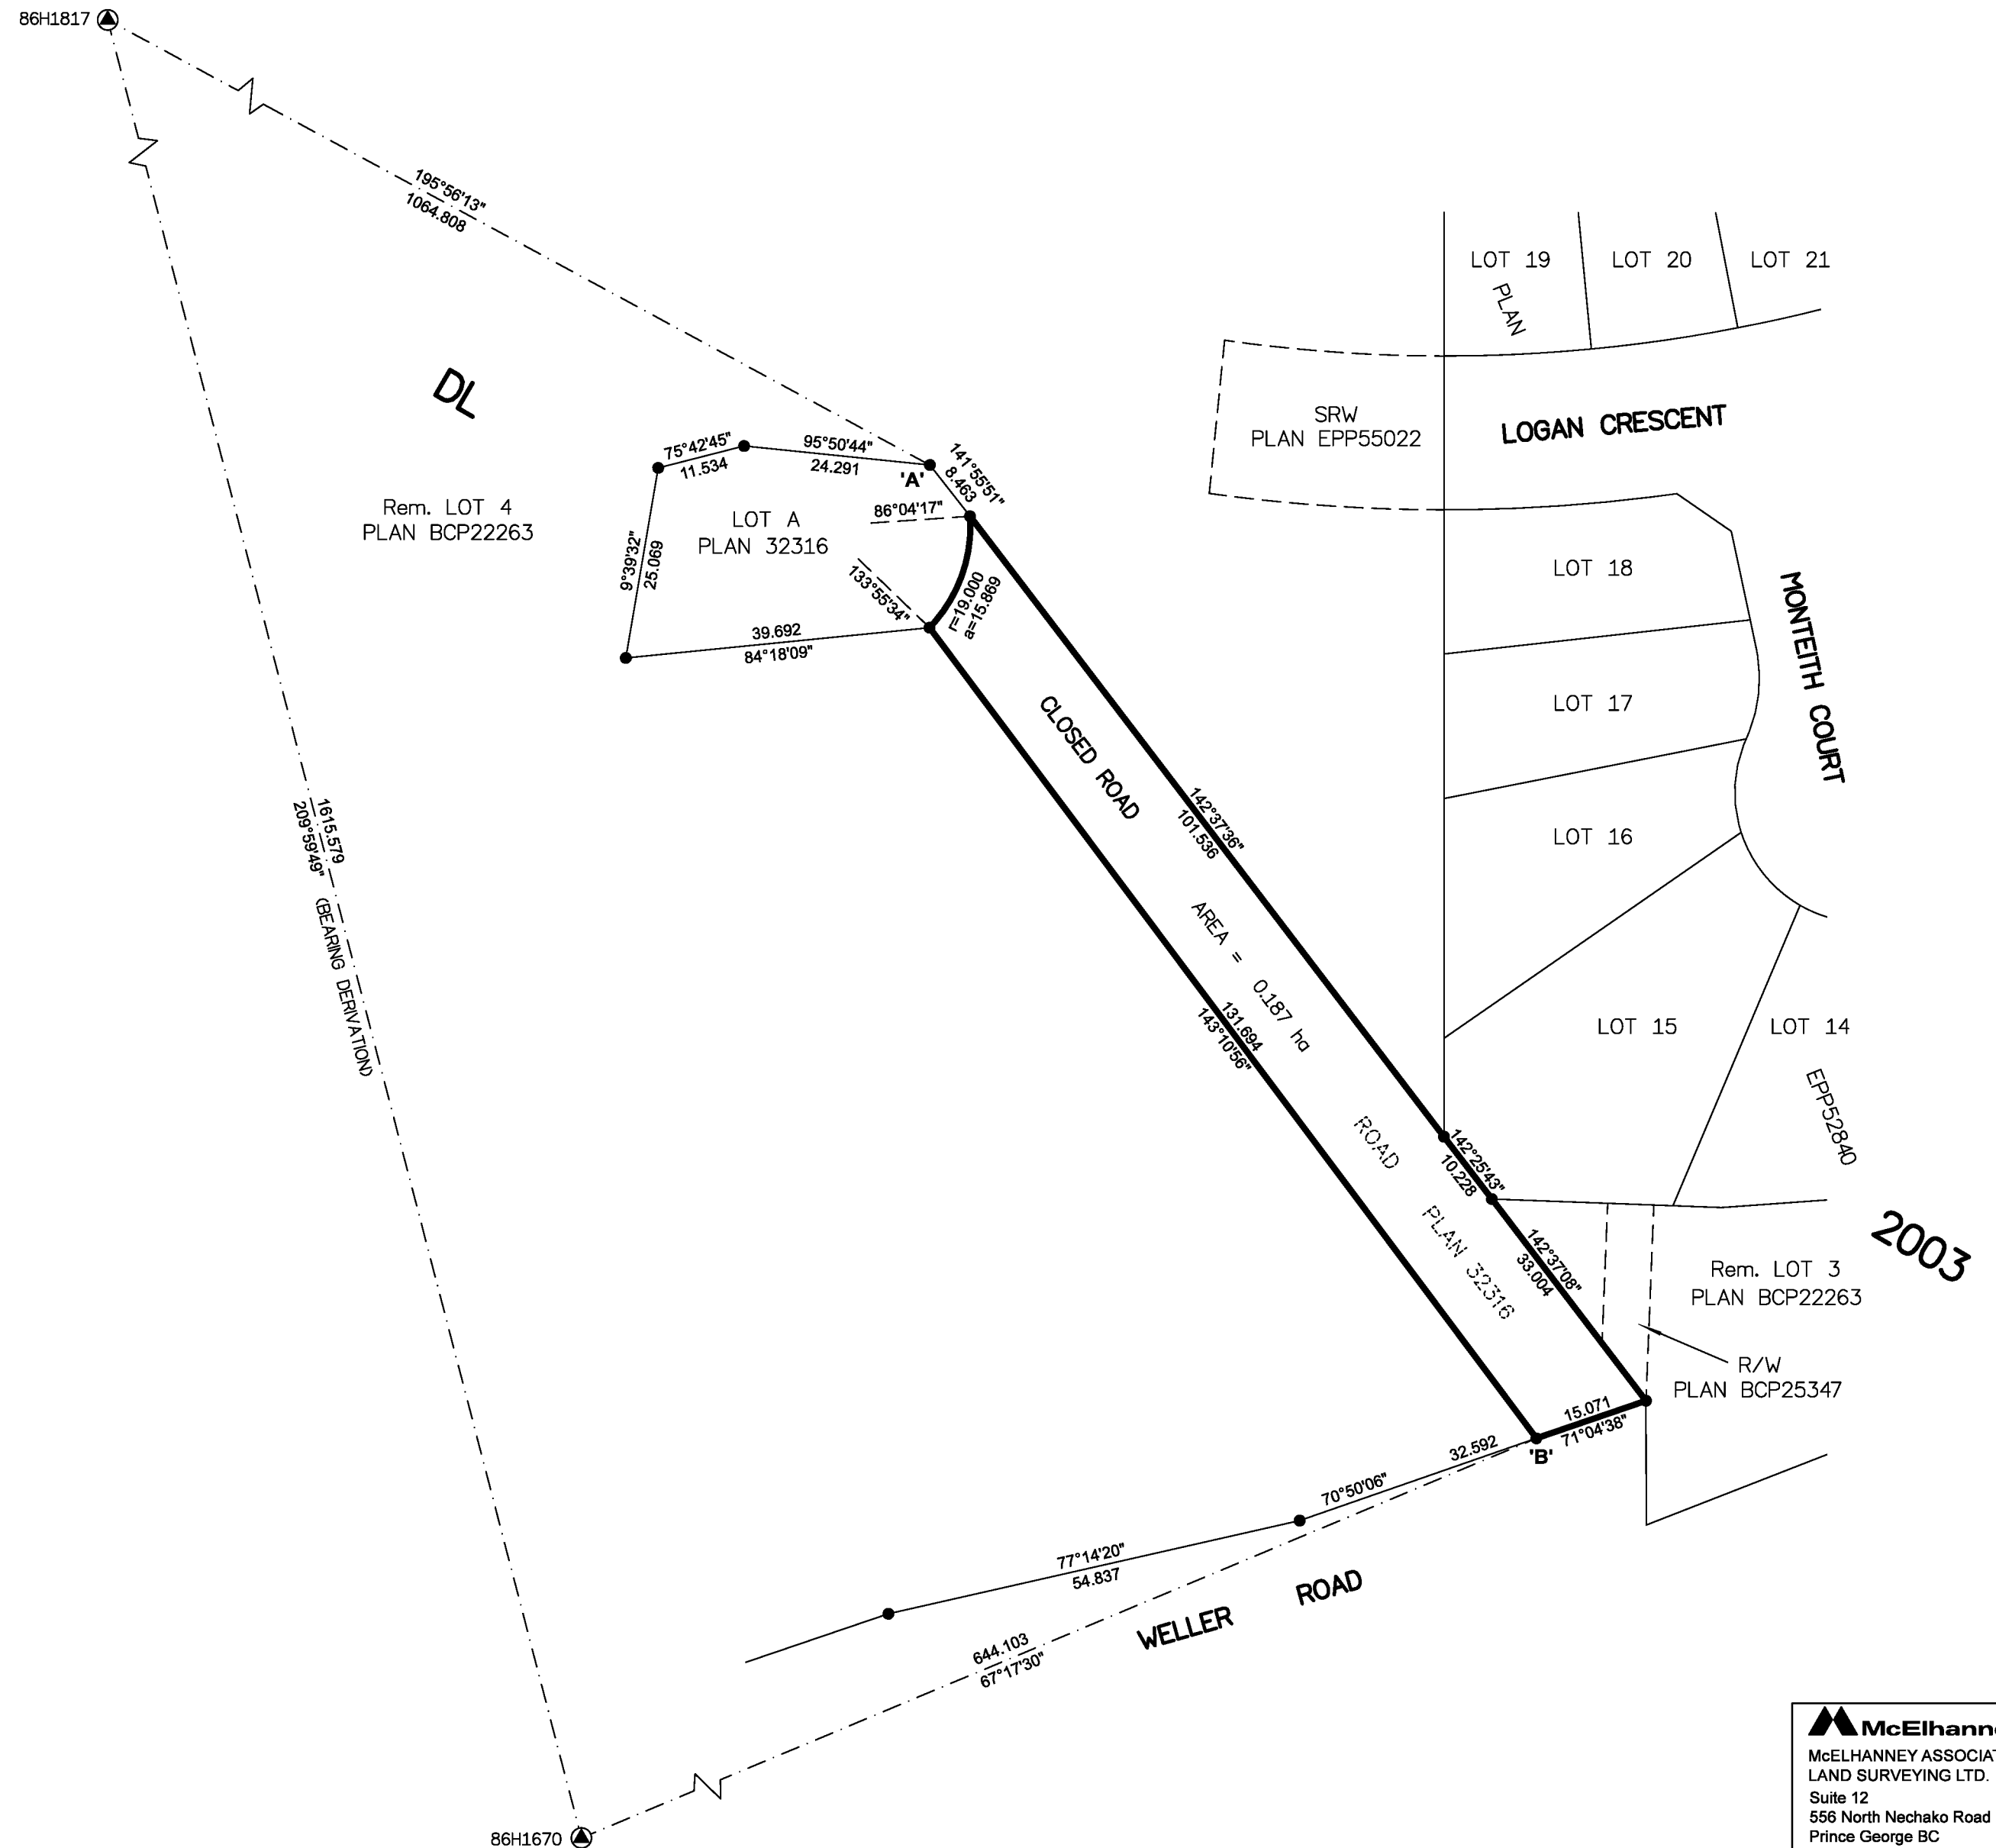 86H1817
195°56'13"
1064.808
DL
LOT 19
LOT 20
LOT 21
PLAN
SRW
PLAN EPP55022
LOGAN CRESCENT
75°42'45"
11.534
95°50'44"
24.291
'A'
141°55'51"
8.463
86°04'17"
Rem. LOT 4
PLAN BCP22263
LOT A
PLAN 32316
9°39'32"
25.069
133°55'34"
r=19.000
a=15.869
39.692
84°18'09"
LOT 18
MONTEITH COURT
LOT 17
CLOSED ROAD
142°37'36"
101.536
LOT 16
1615.579
209°59'49" (BEARING DERIVATION)
AREA = 0.187 ha
131.694
143°10'56"
LOT 15
LOT 14
EPP52840
ROAD
PLAN 32316
142°25'43"
10.228
142°37'08"
33.004
2003
Rem. LOT 3
PLAN BCP22263
R/W
PLAN BCP25347
15.071
71°04'38"
'B'
32.592
70°50'06"
77°14'20"
54.837
WELLER ROAD
644.103
67°17'30"
86H1670
McElhanne
McELHANNEY ASSOCIAT
LAND SURVEYING LTD.
Suite 12
556 North Nechako Road
Prince George BC